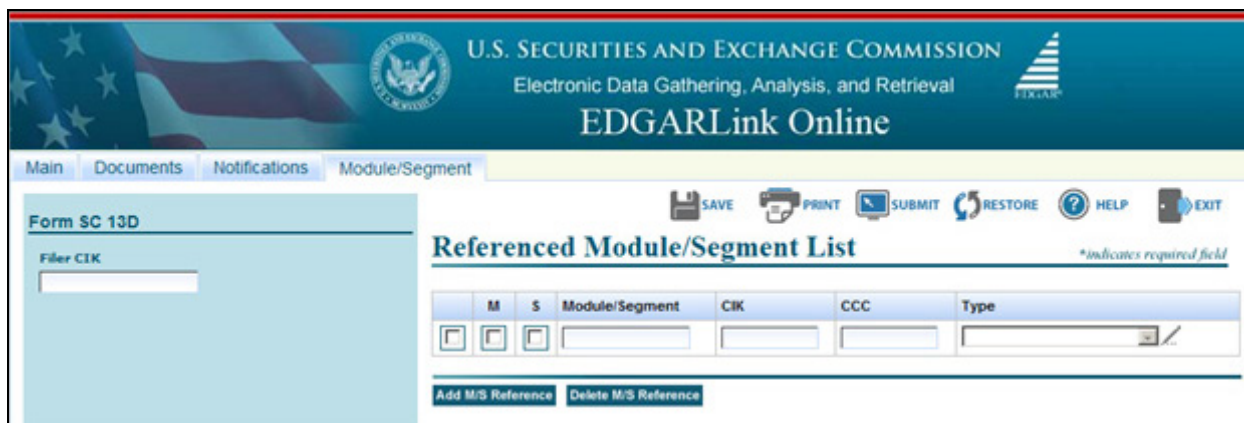 U.S. SECURITIES AND EXCHANGE COMMISSION
Electronic Data Gathering, Analysis, and Retrieval
EDGAR
EDGARLink Online
Main Documents Notifications Module/Segment
SAVE PRINT SUBMIT RESTORE HELP EXIT
Form SC 13D
Referenced Module/Segment List
*indicates required field
Filer CIK
M S Module/Segment CIK CCC Type
Add M/S Reference Delete M/S Reference